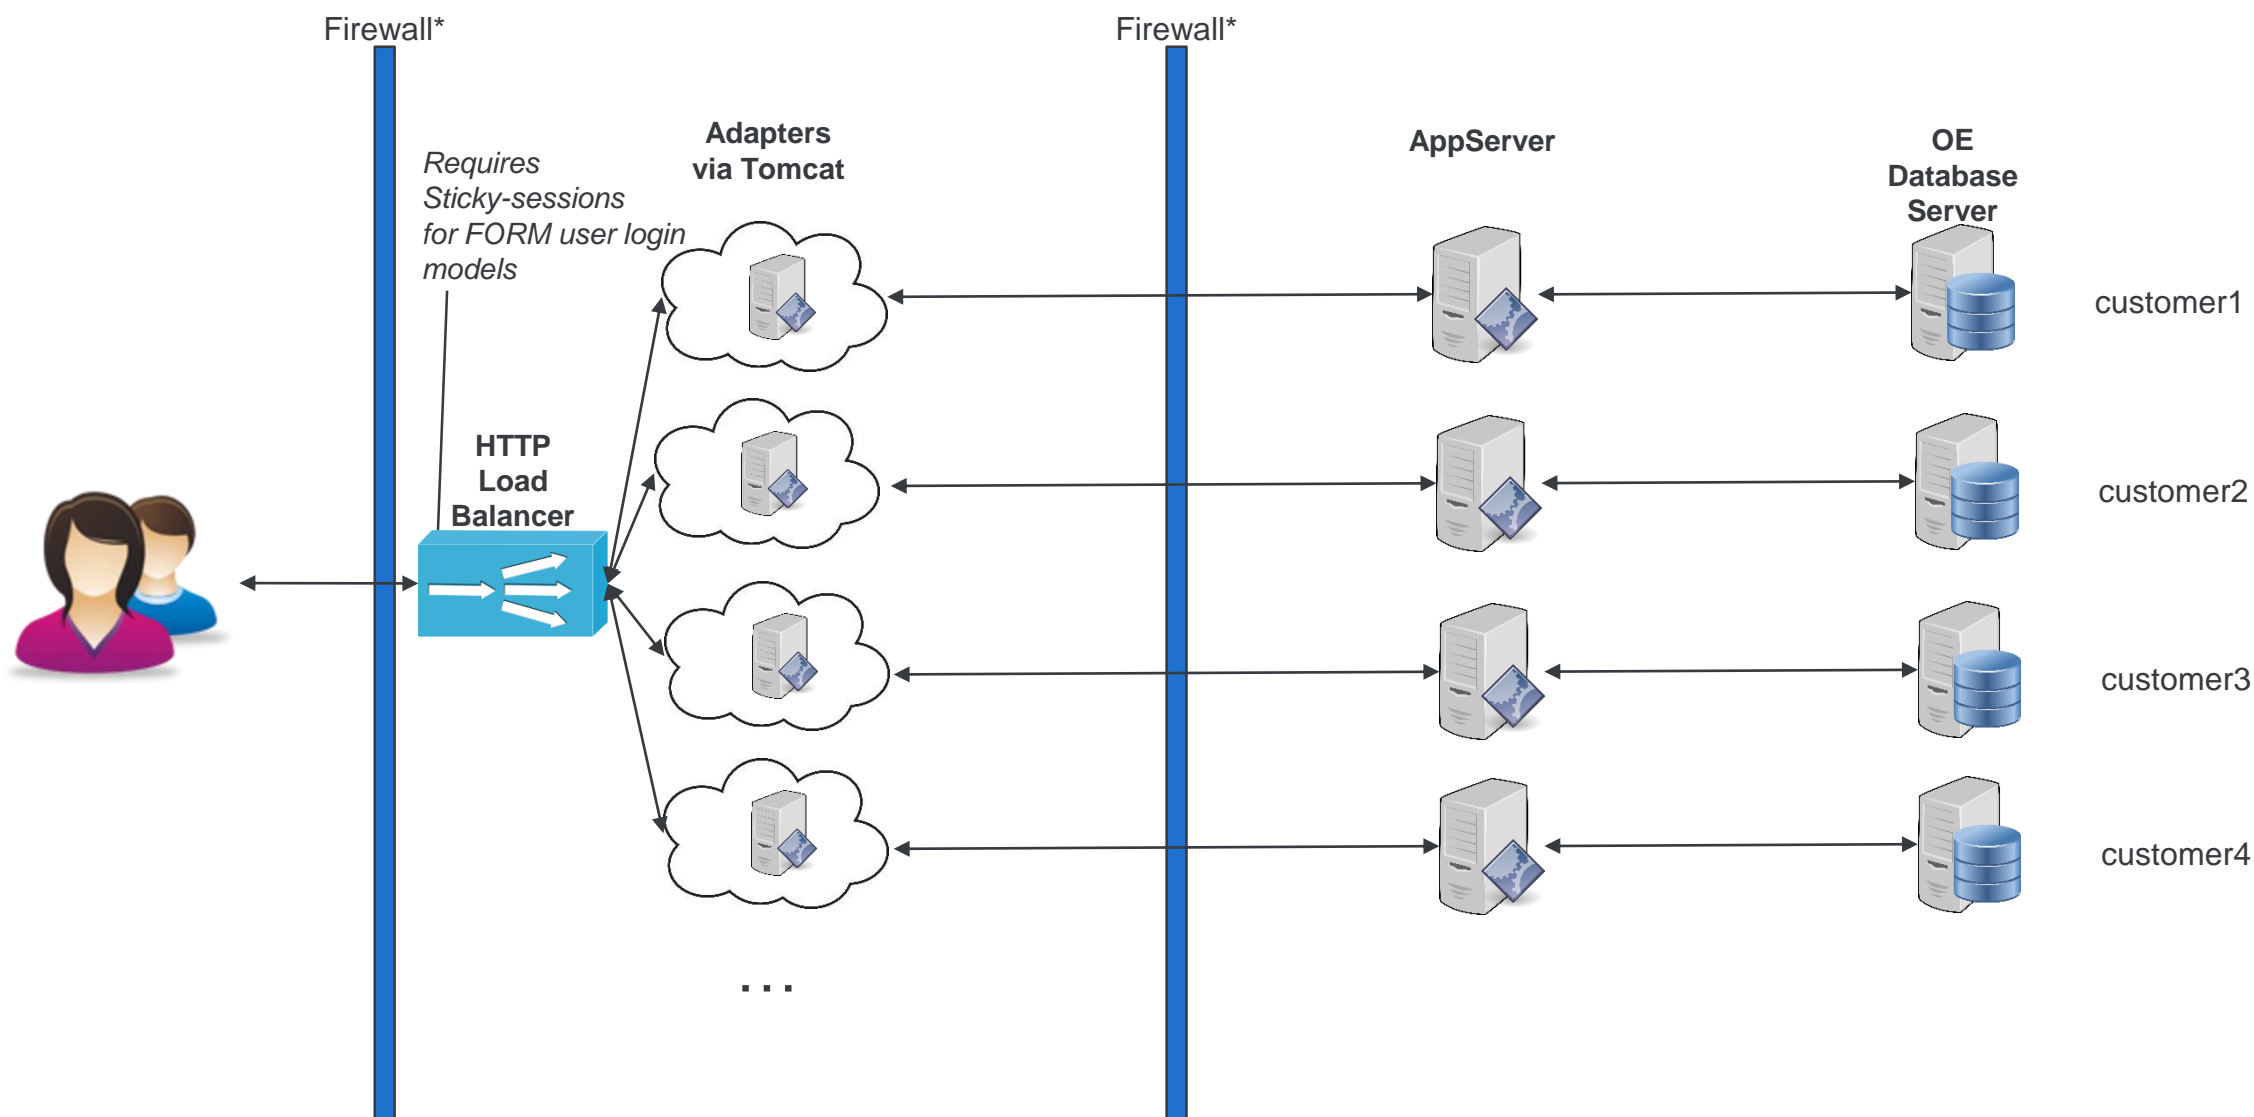 Firewall*
Firewall*
Requires
Sticky-sessions
for FORM user login
models
Adapters
via Tomcat
AppServer
OE
Database
Server
customer1
HTTP
Load
Balancer
customer2
customer3
customer4
...